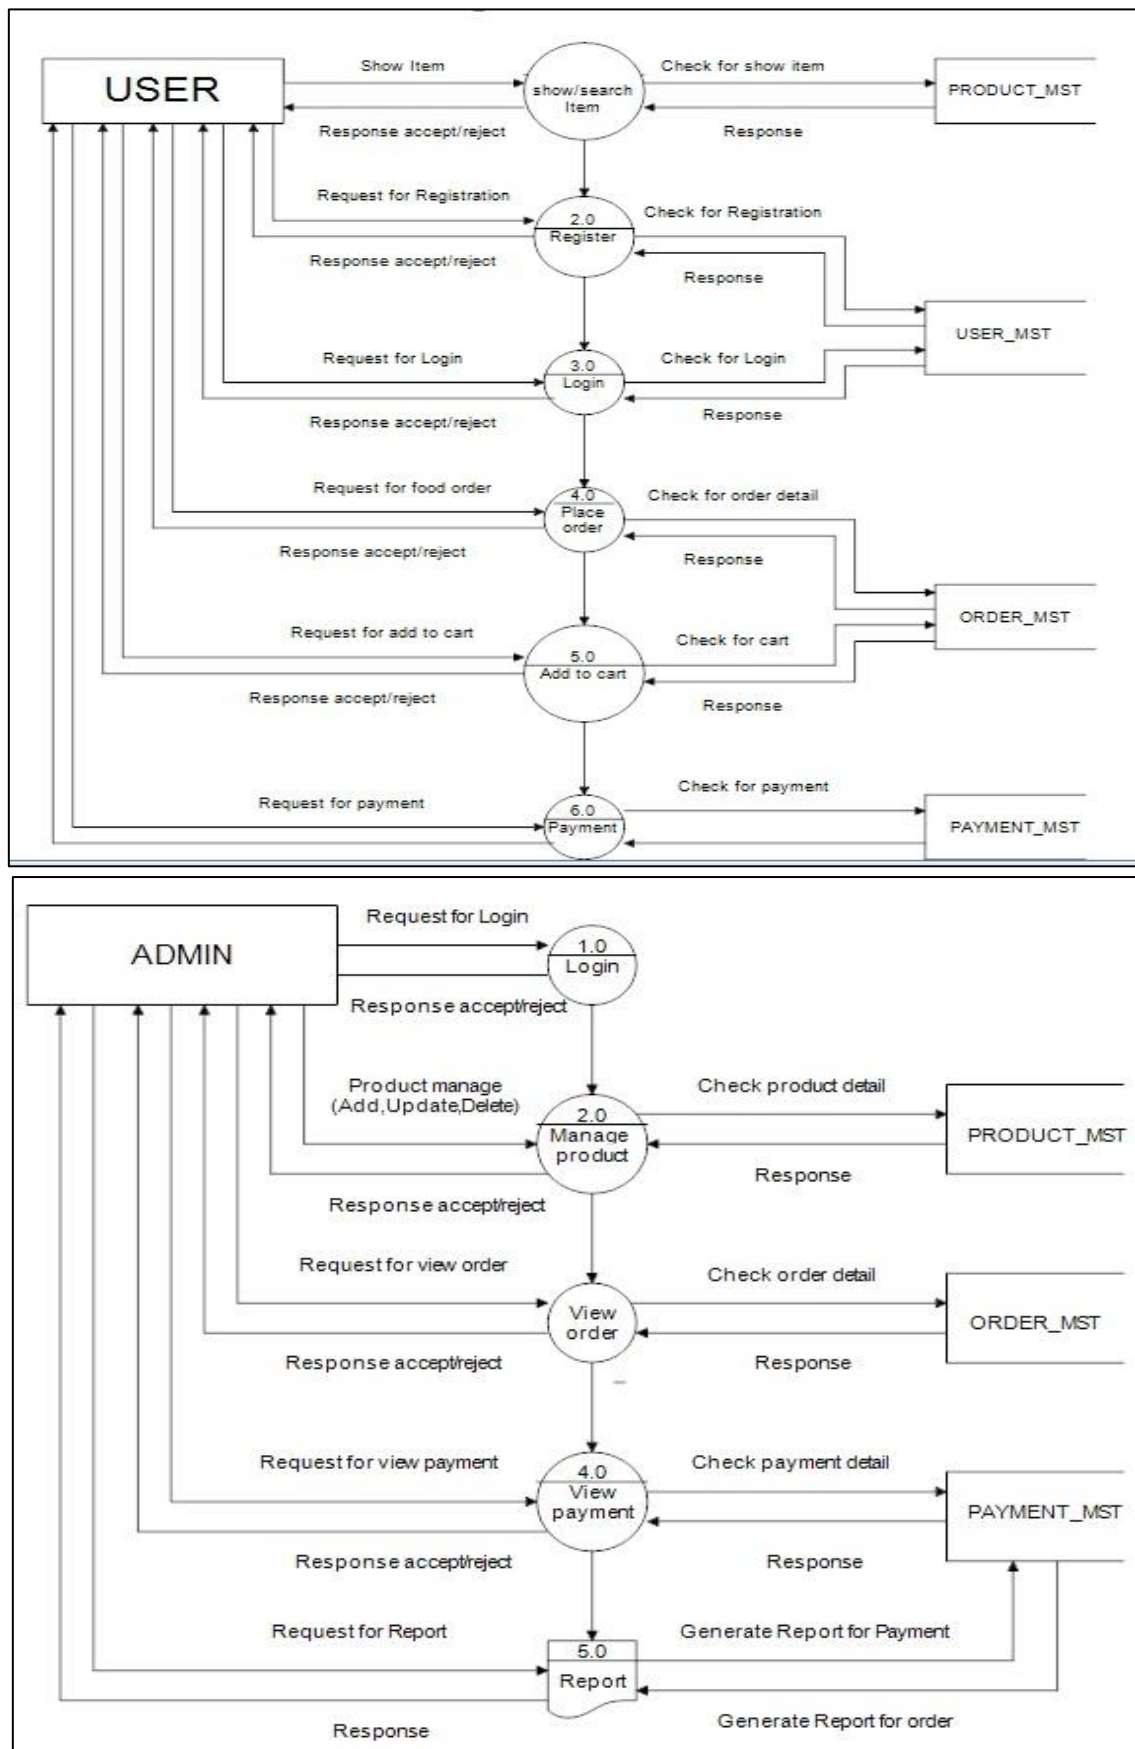 USER
Show Item
show/search
Item
Check for show item
PRODUCT_MST
Response accept/reject
Response
Request for Registration
2.0
Register
Check for Registration
Response accept/reject
Response
USER_MST
Request for Login
3.0
Login
Check for Login
Response accept/reject
Response
Request for food order
4.0
Place
order
Check for order detail
Response accept/reject
Response
ORDER_MST
Request for add to cart
5.0
Add to cart
Check for cart
Response accept/reject
Response
Request for payment
6.0
Payment
Check for payment
PAYMENT_MST
ADMIN
Request for Login
1.0
Login
Response accept/reject
Product manage
(Add,Update,Delete)
2.0
Manage
product
Check product detail
PRODUCT_MST
Response accept/reject
Response
Request for view order
View
order
Check order detail
ORDER_MST
Response accept/reject
Response
Request for view payment
4.0
View
payment
Check payment detail
PAYMENT_MST
Response accept/reject
Response
Request for Report
5.0
Report
Generate Report for Payment
Response
Generate Report for order